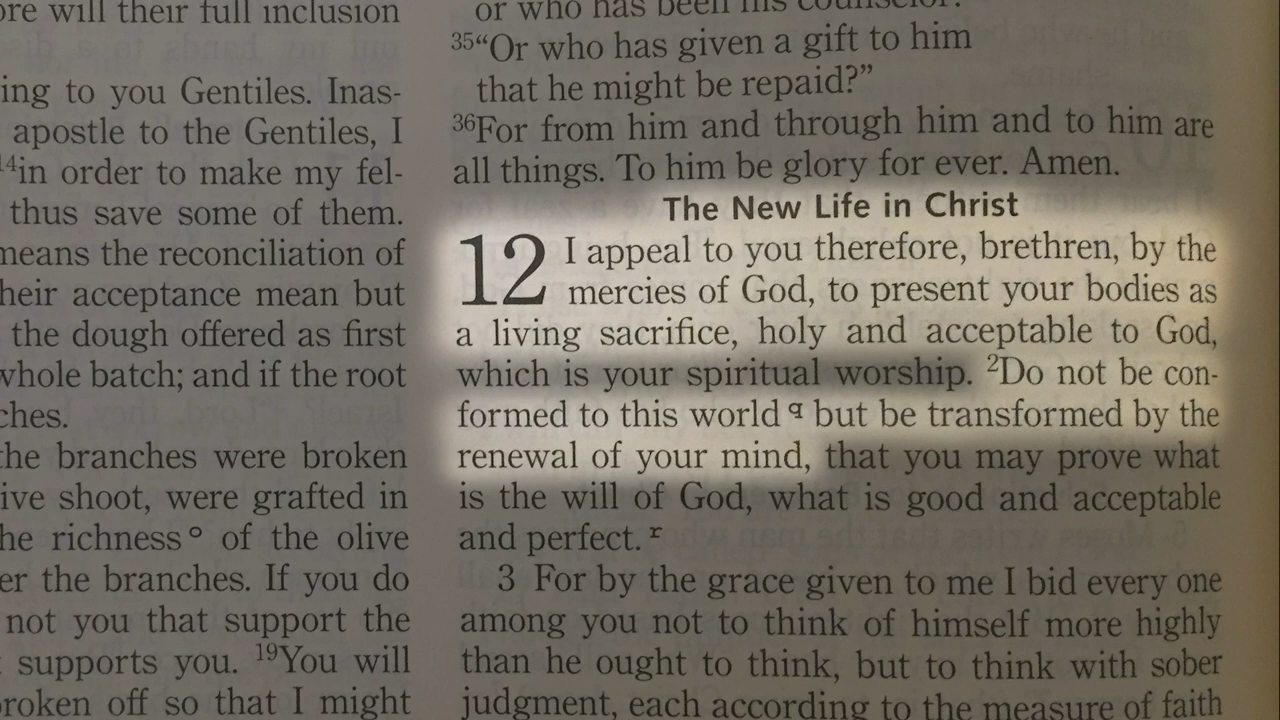 ore will their full inclusion
ing to you Gentiles. Inas-
apostle to the Gentiles, I
14in order to make my fel-
thus save some of them.
means the reconciliation of
heir acceptance mean but
the dough offered as first
whole batch; and if the root
ches.
the branches were broken
ive shoot, were grafted in
he richness o of the olive
er the branches. If you do
not you that support the
supports you. 19You will
broken off so that I might
or who has been his counselor?"
35“Or who has given a gift to him
that he might be repaid?”
36For from him and through him and to him are
all things. To him be glory for ever. Amen.
The New Life in Christ
12 I appeal to you therefore, brethren, by the
mercies of God, to present your bodies as
a living sacrifice, holy and acceptable to God,
which is your spiritual worship. 2Do not be con-
formed to this world q but be transformed by the
renewal of your mind, that you may prove what
is the will of God, what is good and acceptable
and perfect. r
3 For by the grace given to me I bid every one
among you not to think of himself more highly
than he ought to think, but to think with sober
judgment, each according to the measure of faith